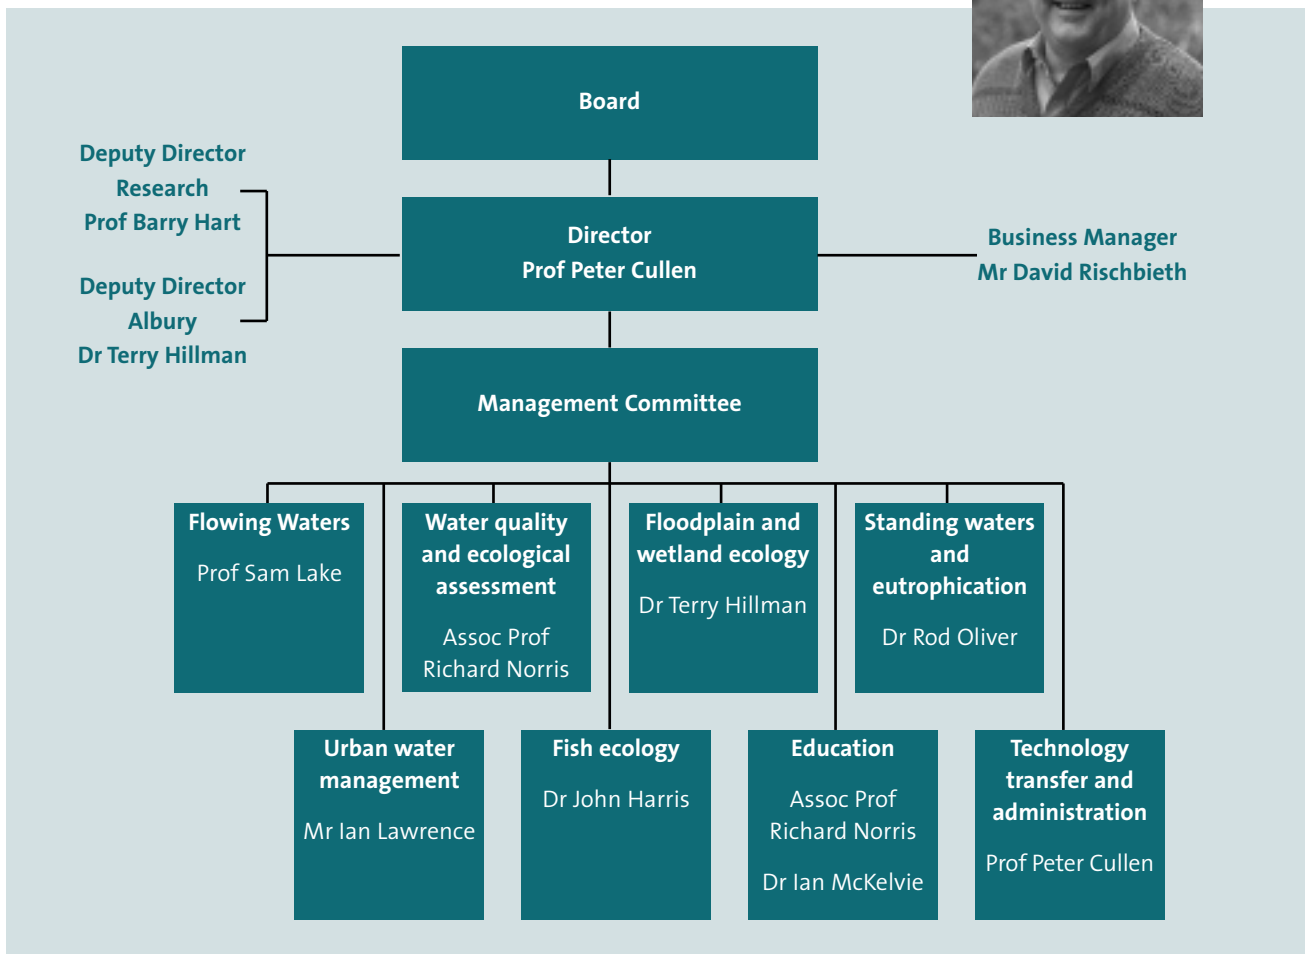 Board
Deputy Director
Research
Prof Barry Hart
Director
Prof Peter Cullen
Business Manager
Mr David Rischbieth
Deputy Director
Albury
Dr Terry Hillman
Management Committee
Flowing Waters
Prof Sam Lake
Water quality
and ecological
assessment
Assoc Prof
Richard Norris
Floodplain and
wetland ecology
Dr Terry Hillman
Standing waters
and
eutrophication
Dr Rod Oliver
Urban water
management
Mr Ian Lawrence
Fish ecology
Dr John Harris
Education
Assoc Prof
Richard Norris
Dr Ian McKelvie
Technology
transfer and
administration
Prof Peter Cullen